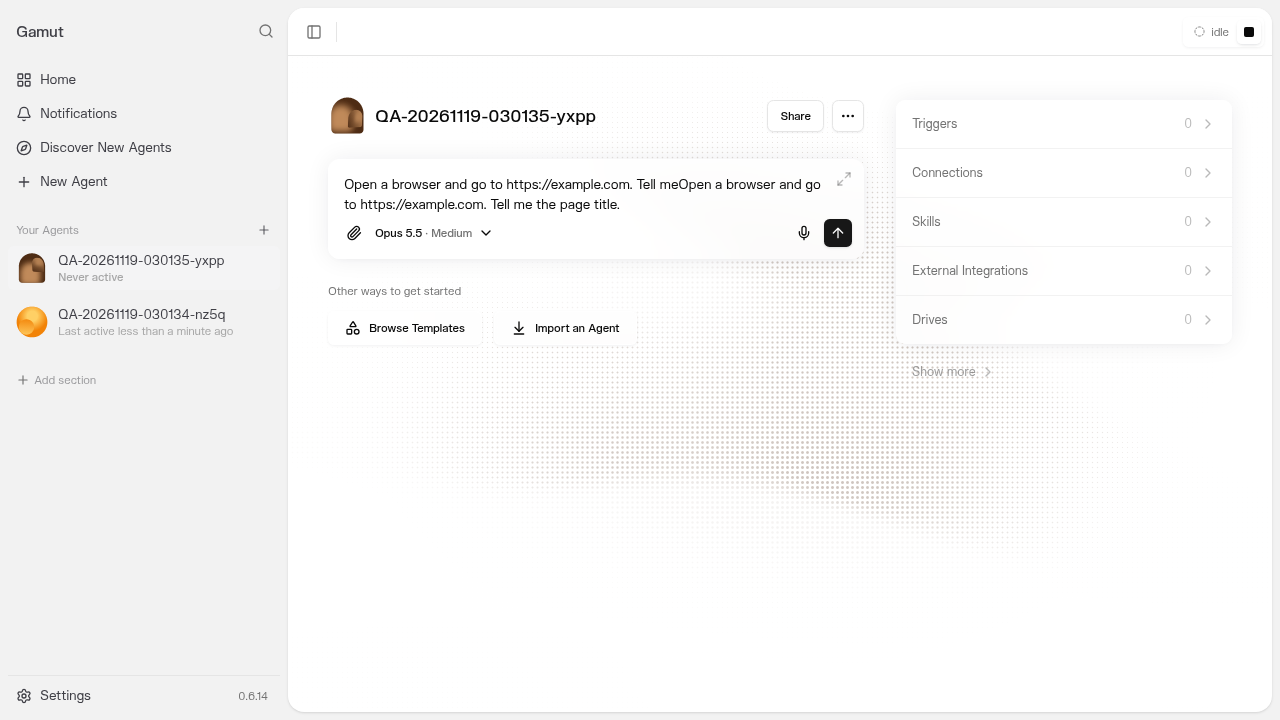 Gamut
Home
Notifications
Discover New Agents
New Agent
Your Agents
QA-20261119-030135-yxpp
Never active
QA-20261119-030134-nz5q
Last active less than a minute ago
Add section
Settings
0.6.14
idle
QA-20261119-030135-yxpp
Share
Open a browser and go to https://example.com. Tell meOpen a browser and go
to https://example.com. Tell me the page title.
Opus 5.5 · Medium
Other ways to get started
Browse Templates
Import an Agent
Triggers 0
Connections 0
Skills 0
External Integrations 0
Drives 0
Show more